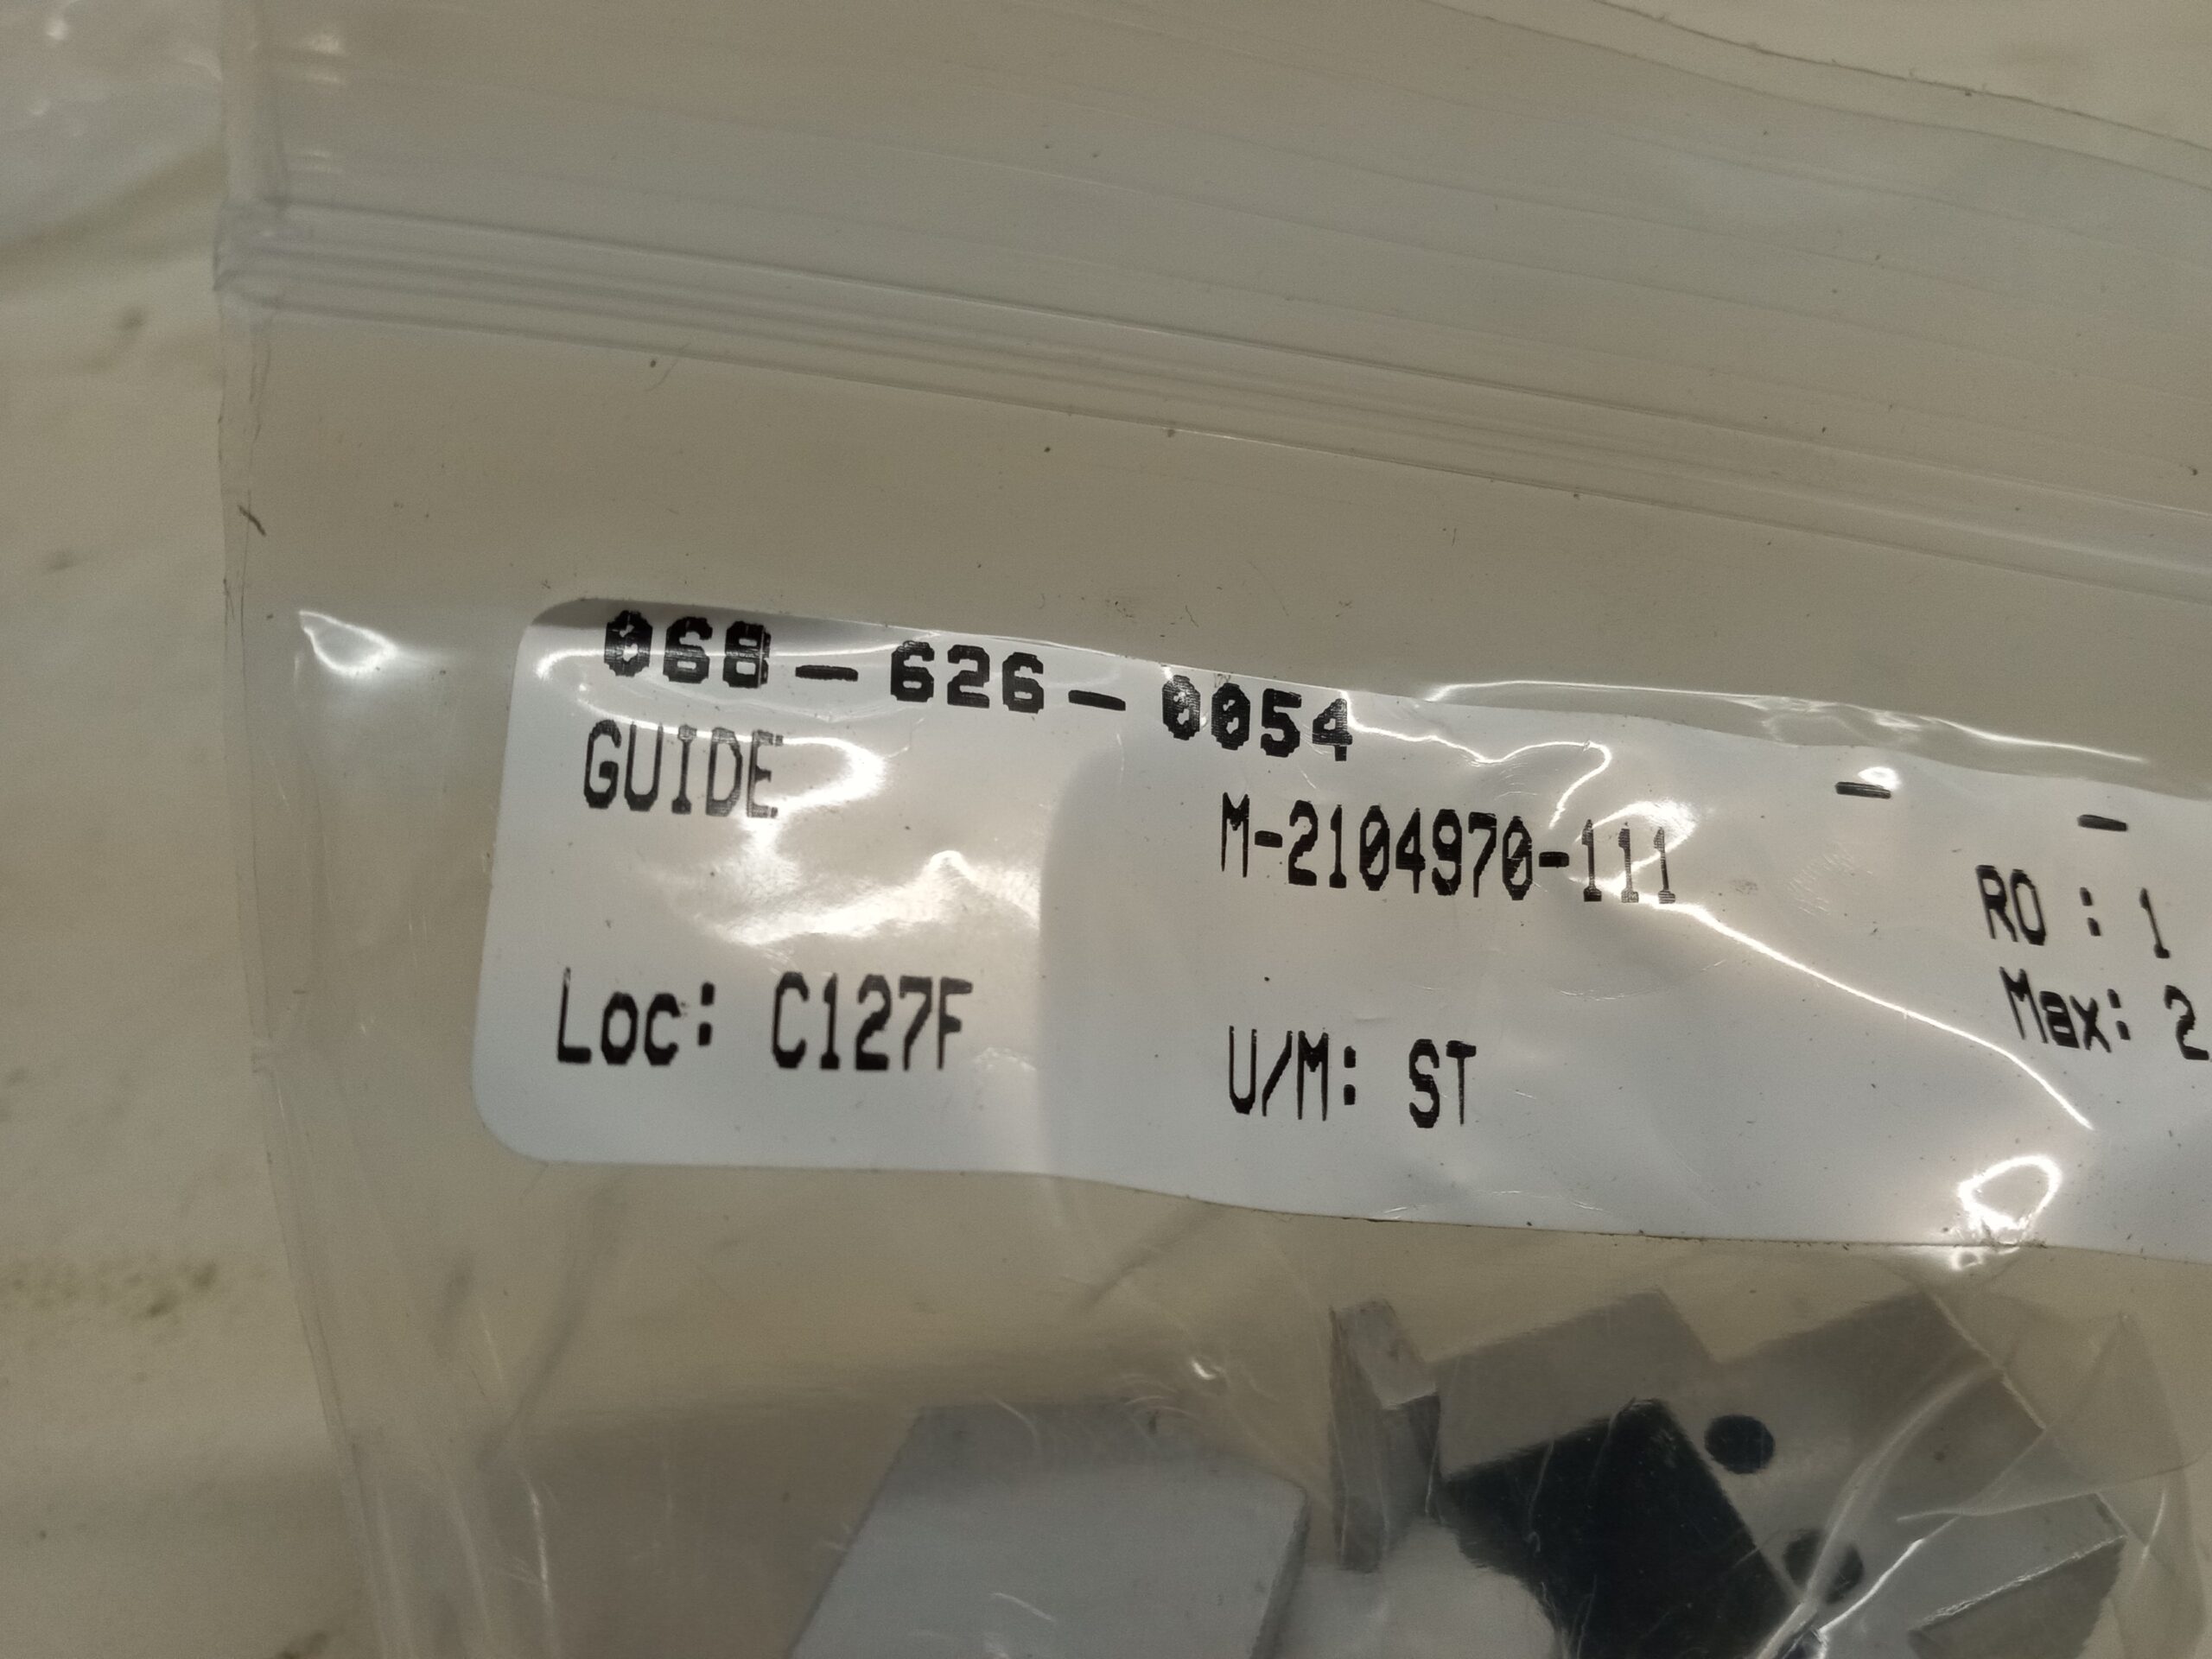 068-626-0054
GUIDE M-2104970-111 - -
RO : 1
Loc: C127F U/M: ST Max: 2